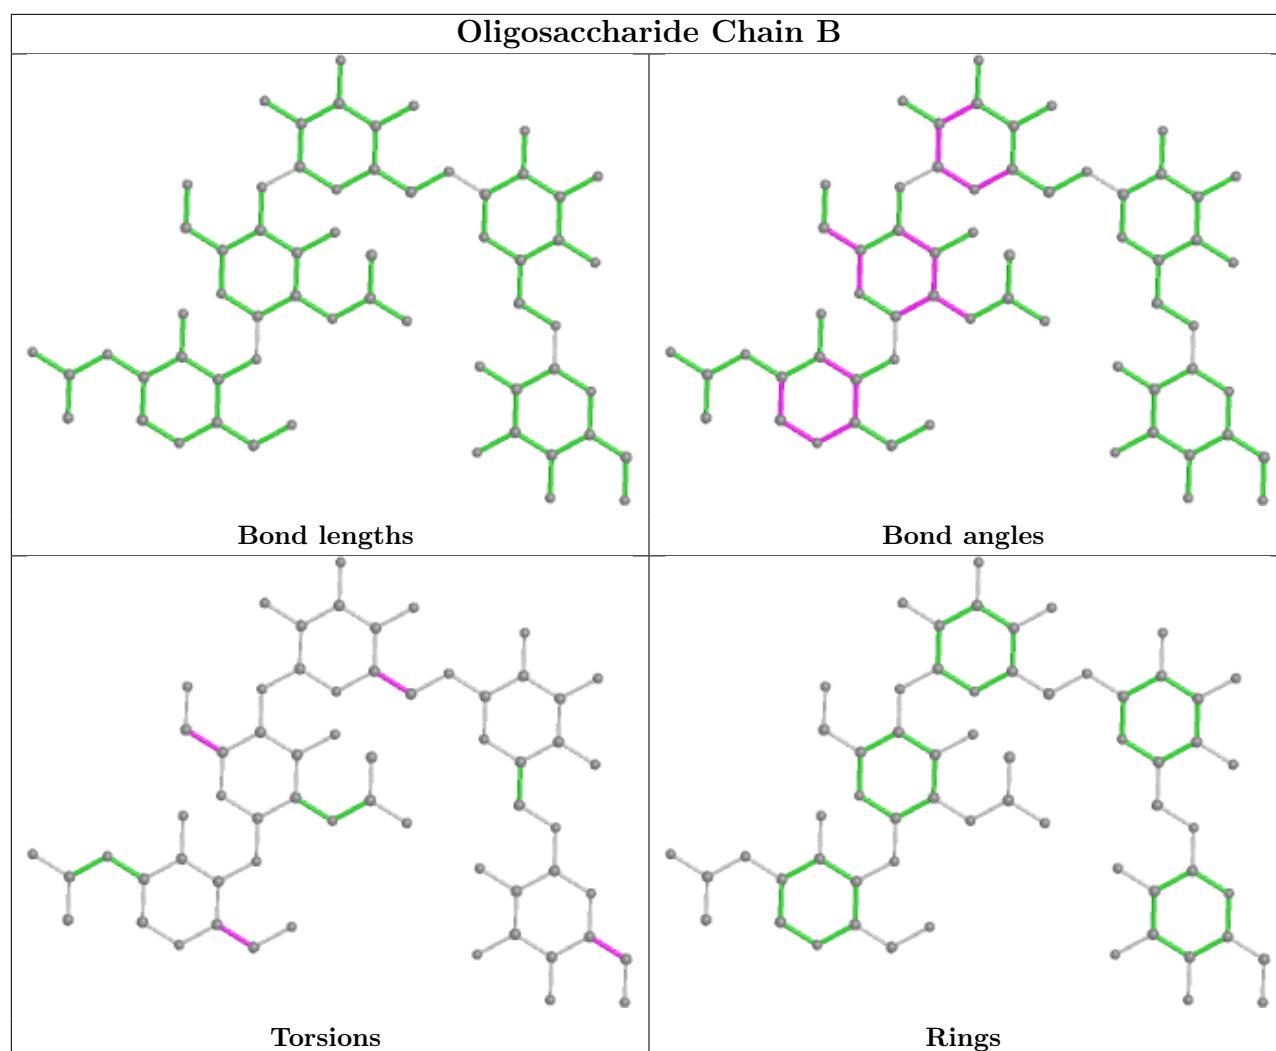 Oligosaccharide Chain B
Bond lengths
Bond angles
Torsions
Rings